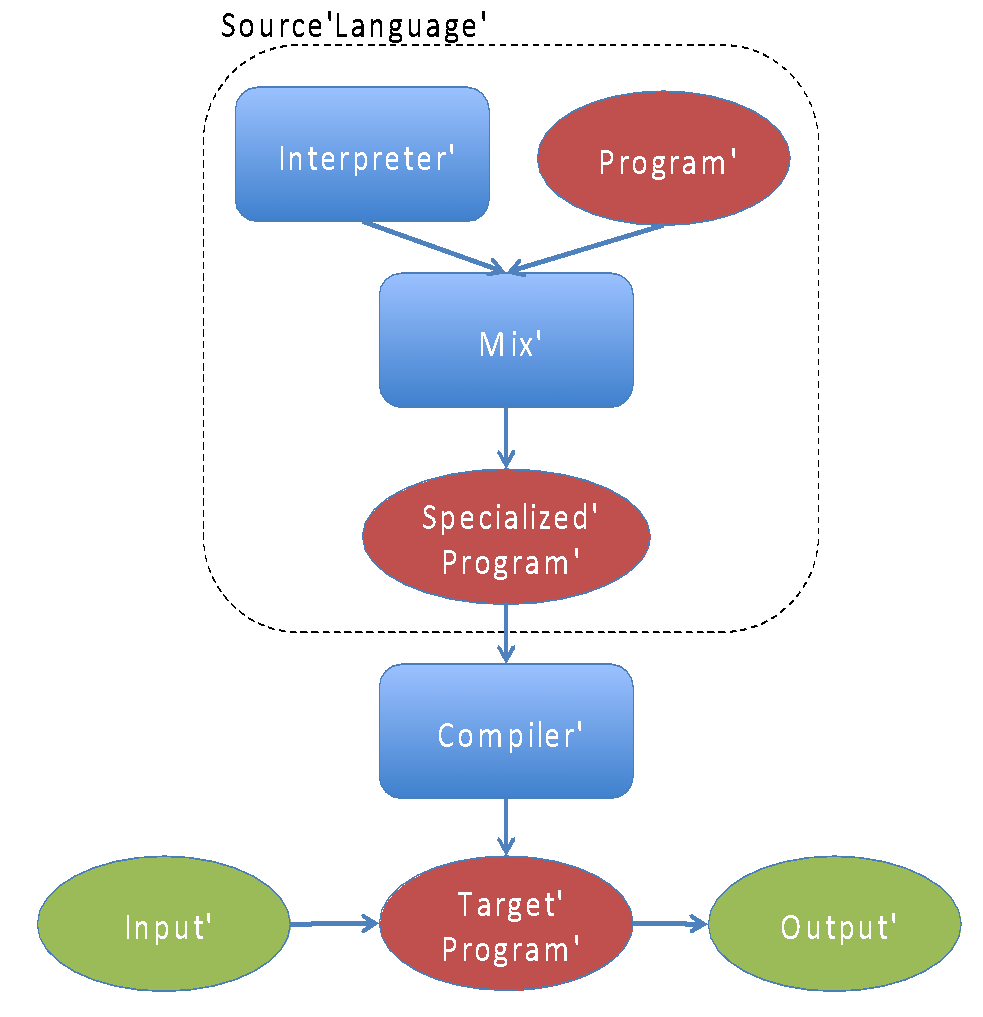 Source'Language'
Interpreter'
Program'
Mix'
Specialized'
Program'
Compiler'
Input'
Target'
Program'
Output'